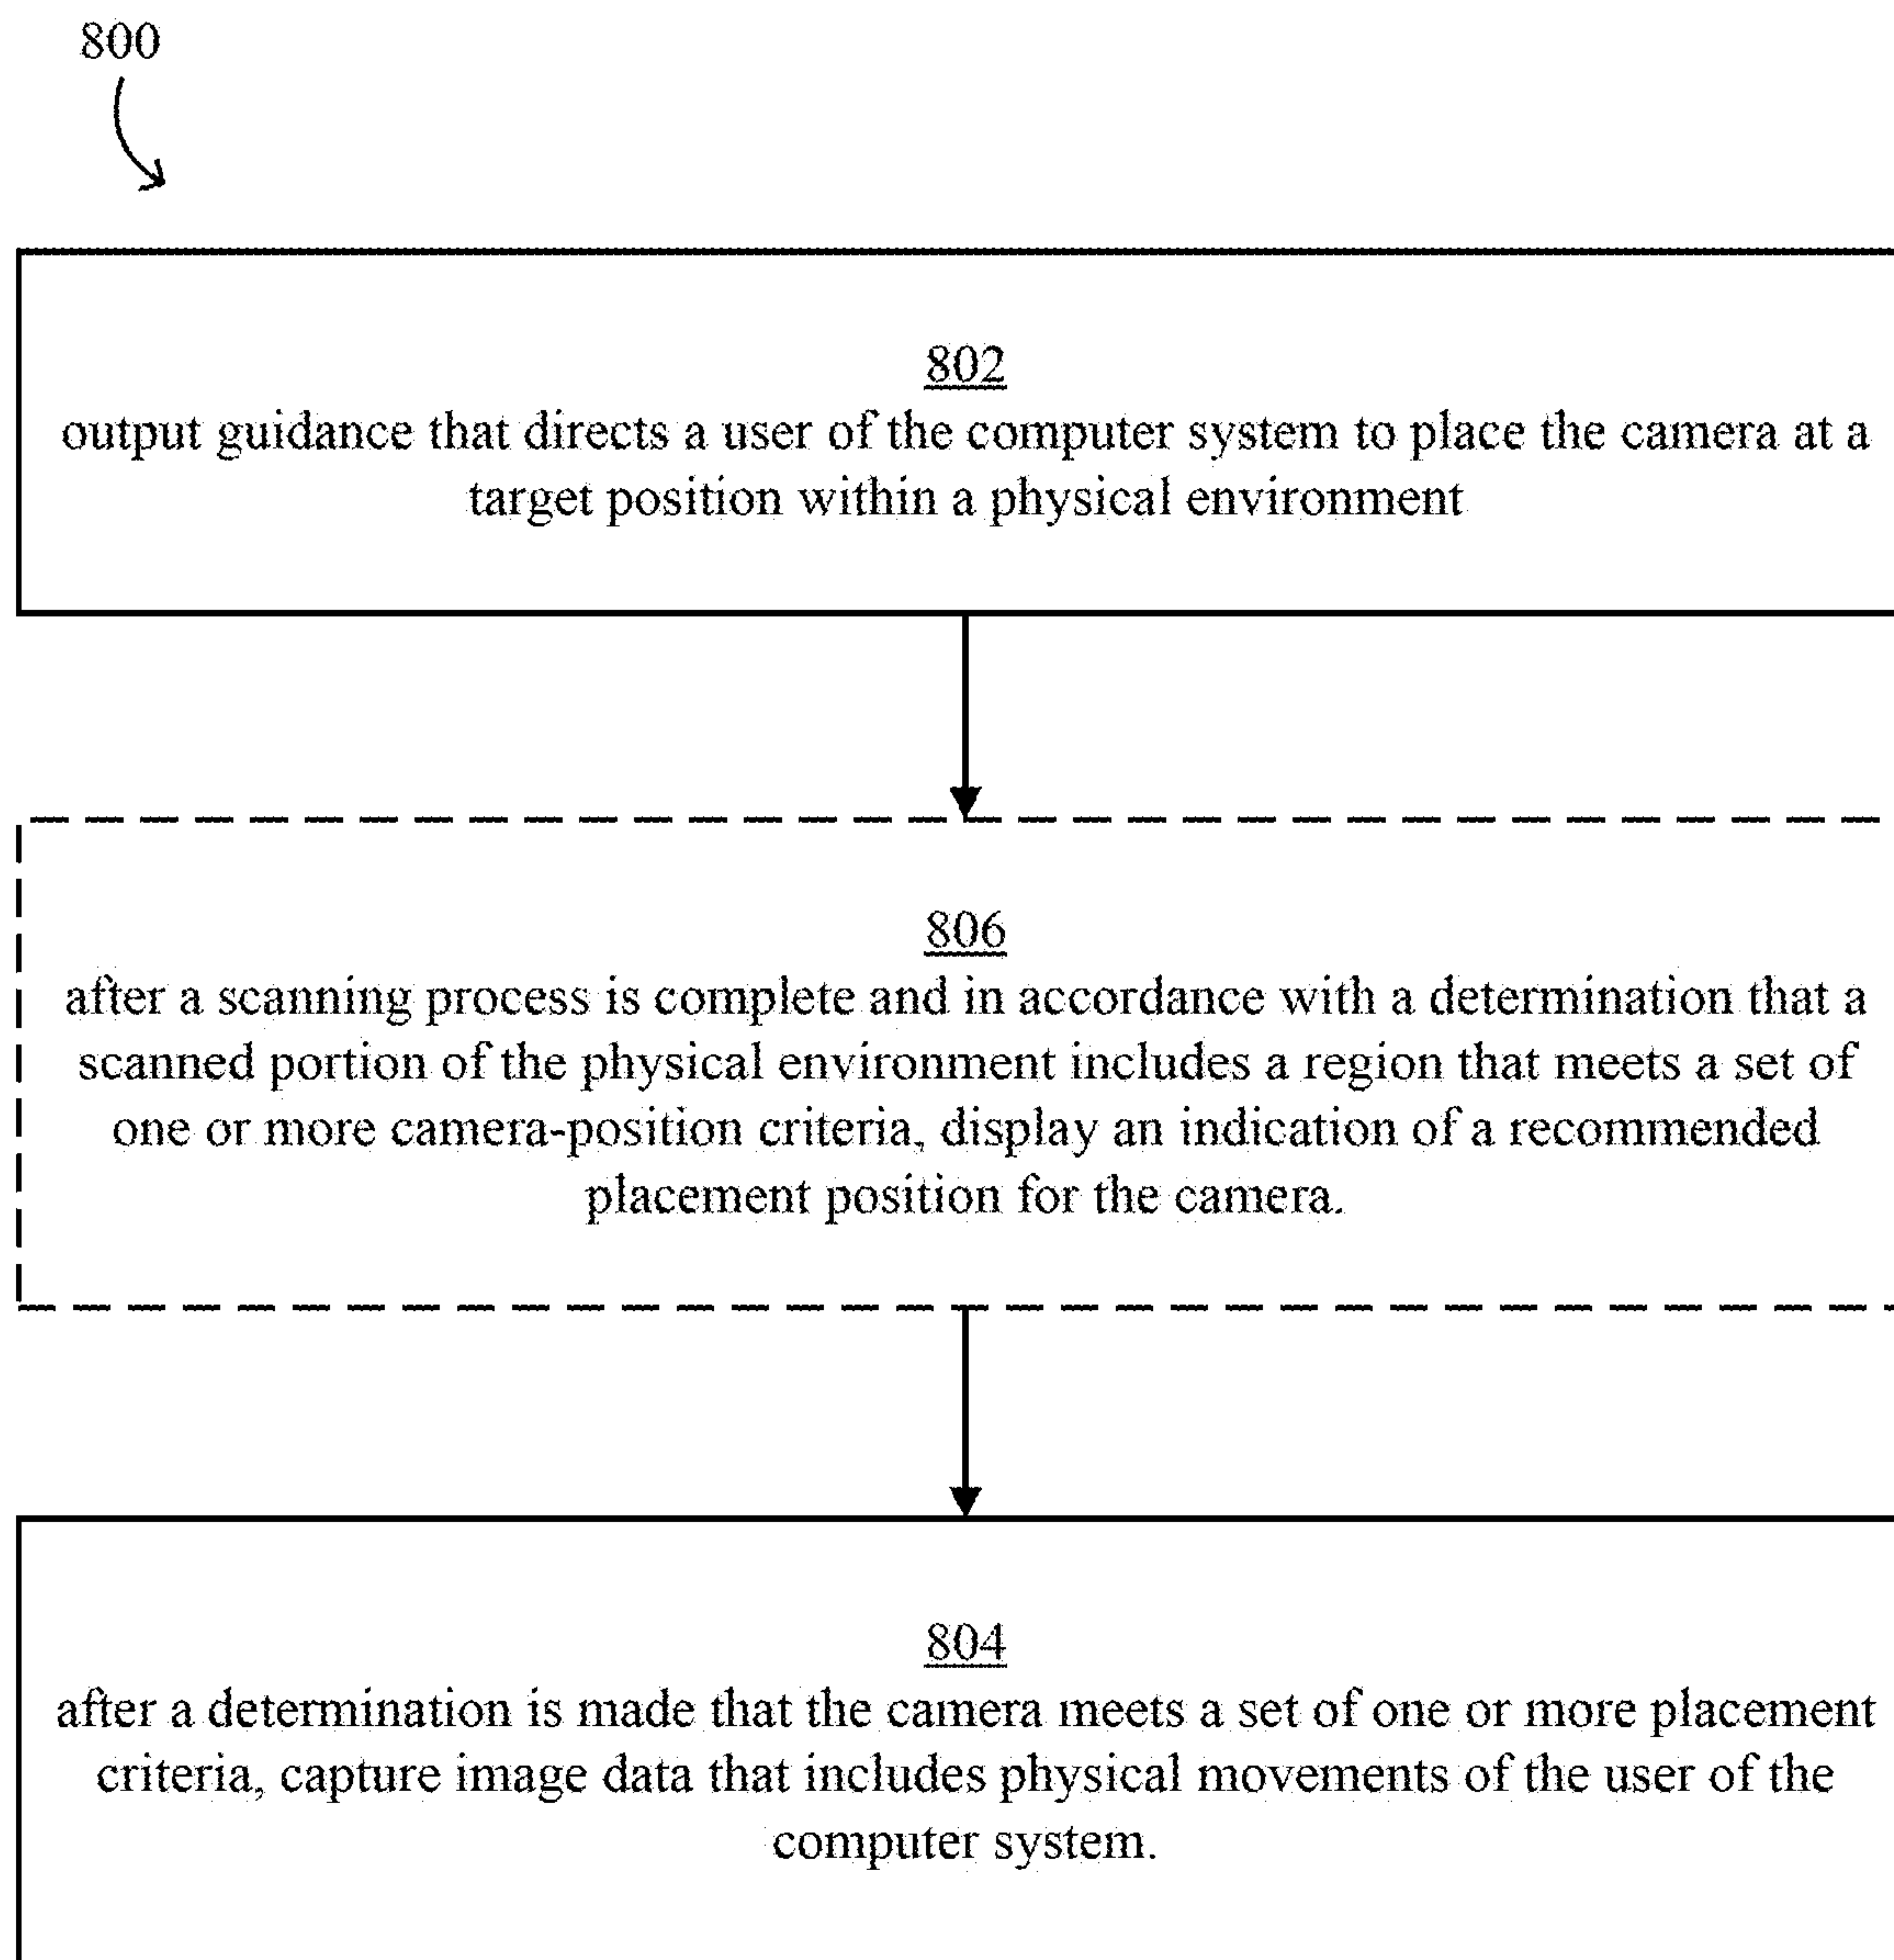 800
802
output guidance that directs a user of the computer system to place the camera at a
target position within a physical environment
806
after a scanning process is complete and in accordance with a determination that a
scanned portion of the physical environment includes a region that meets a set of
one or more camera-position criteria, display an indication of a recommended
placement position for the camera.
804
after a determination is made that the camera meets a set of one or more placement
criteria, capture image data that includes physical movements of the user of the
computer system.